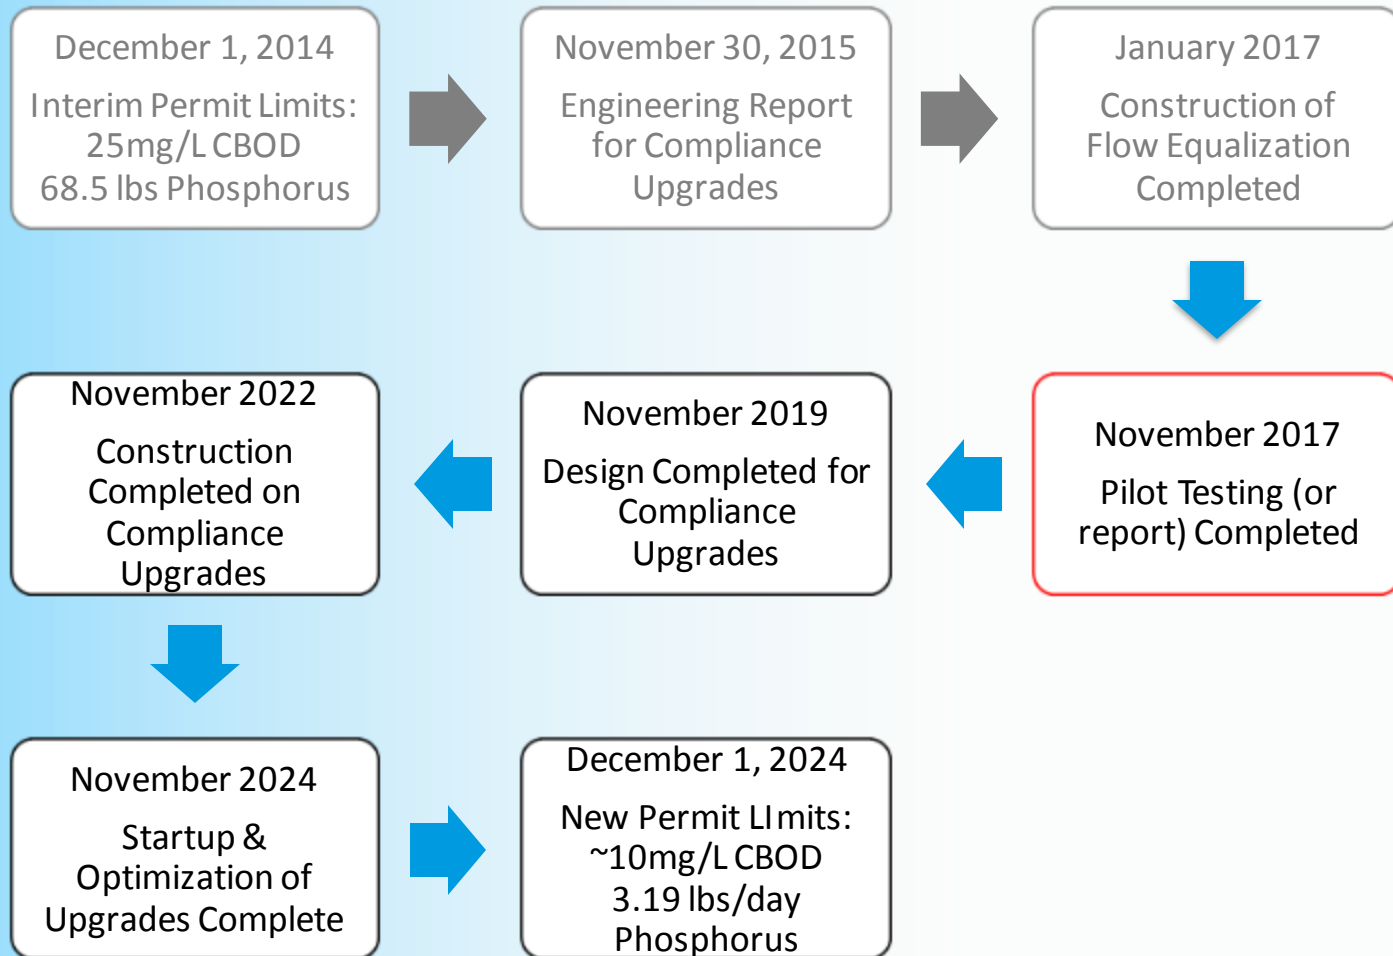 December 1, 2014
Interim Permit Limits:
25mg/L CBOD
68.5 lbs Phosphorus
November 30, 2015
Engineering Report
for Compliance
Upgrades
January 2017
Construction of
Flow Equalization
Completed
November 2017
Pilot Testing (or
report) Completed
November 2019
Design Completed for
Compliance
Upgrades
November 2022
Construction
Completed on
Compliance
Upgrades
November 2024
Startup &
Optimization of
Upgrades Complete
December 1, 2024
New Permit LImits:
~10mg/L CBOD
3.19 lbs/day
Phosphorus